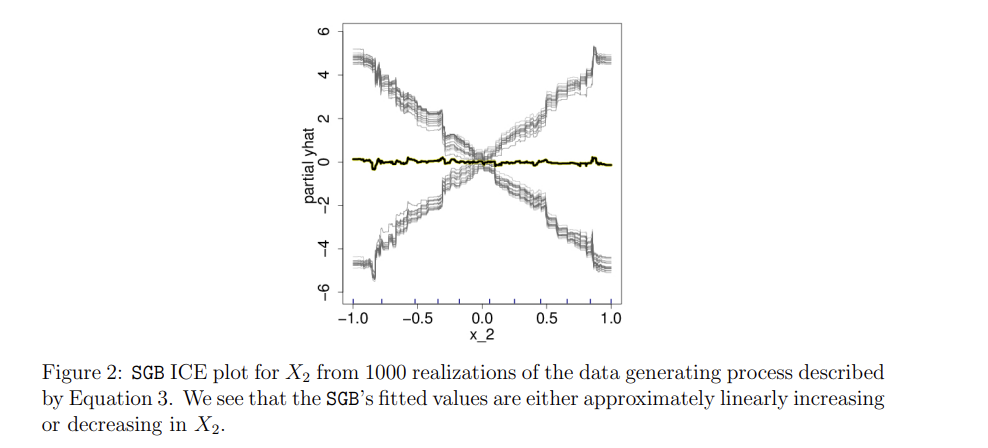 6
4
2
0
−2
−4
−6
partial yhat
−1.0 −0.5 0.0 0.5 1.0
x_2
Figure 2: SGB ICE plot for X₂ from 1000 realizations of the data generating process described
by Equation 3. We see that the SGB's fitted values are either approximately linearly increasing
or decreasing in X₂.